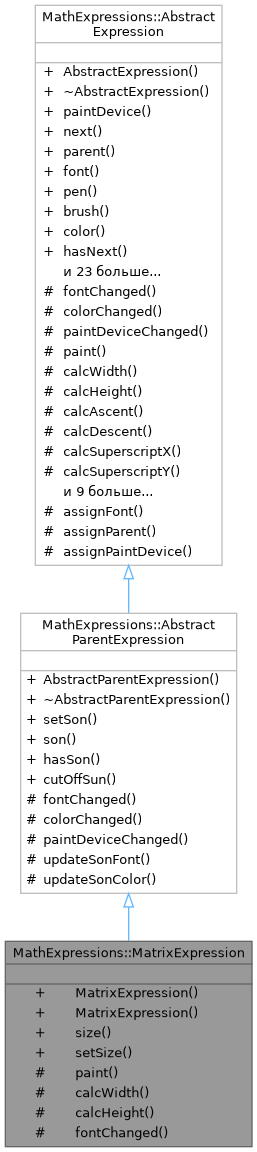 MathExpressions::Abstract
Expression
+ AbstractExpression()
+ ~AbstractExpression()
+ paintDevice()
+ next()
+ parent()
+ font()
+ pen()
+ brush()
+ color()
+ hasNext()
и 23 больше...
# fontChanged()
# colorChanged()
# paintDeviceChanged()
# paint()
# calcWidth()
# calcHeight()
# calcAscent()
# calcDescent()
# calcSuperscriptX()
# calcSuperscriptY()
и 9 больше...
# assignFont()
# assignParent()
# assignPaintDevice()
MathExpressions::Abstract
ParentExpression
+ AbstractParentExpression()
+ ~AbstractParentExpression()
+ setSon()
+ son()
+ hasSon()
+ cutOffSun()
# fontChanged()
# colorChanged()
# paintDeviceChanged()
# updateSonFont()
# updateSonColor()
MathExpressions::MatrixExpression
+ MatrixExpression()
+ MatrixExpression()
+ size()
+ setSize()
# paint()
# calcWidth()
# calcHeight()
# fontChanged()